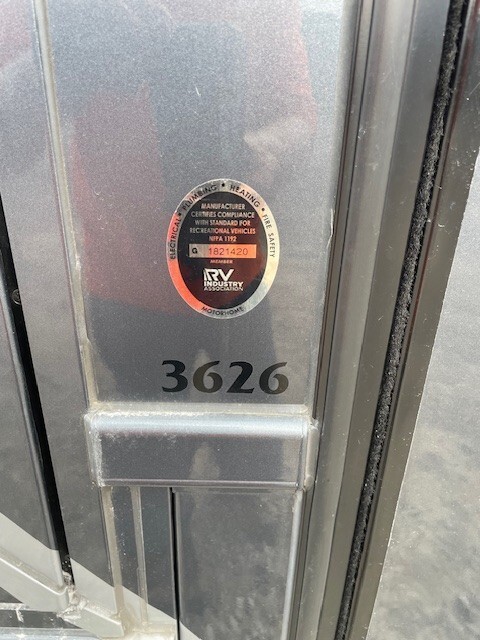 ELECTRICAL • PLUMBING • HEATING • FIRE SAFETY
MANUFACTURER
CERTIFIES COMPLIANCE
WITH STANDARD FOR
RECREATIONAL VEHICLES
NFPA 1192
G 1821420
MEMBER
RV
INDUSTRY
ASSOCIATION
MOTORHOME
3626